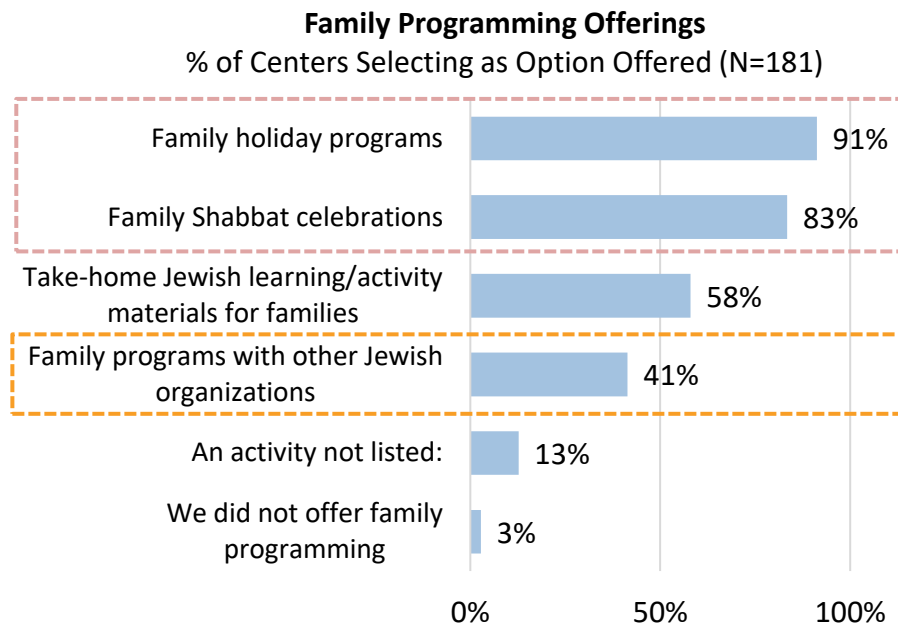 Family Programming Offerings
% of Centers Selecting as Option Offered (N=181)
Family holiday programs
91%
Family Shabbat celebrations
83%
Take-home Jewish learning/activity
materials for families
58%
Family programs with other Jewish
organizations
41%
An activity not listed:
13%
We did not offer family
programming
3%
0%
50%
100%